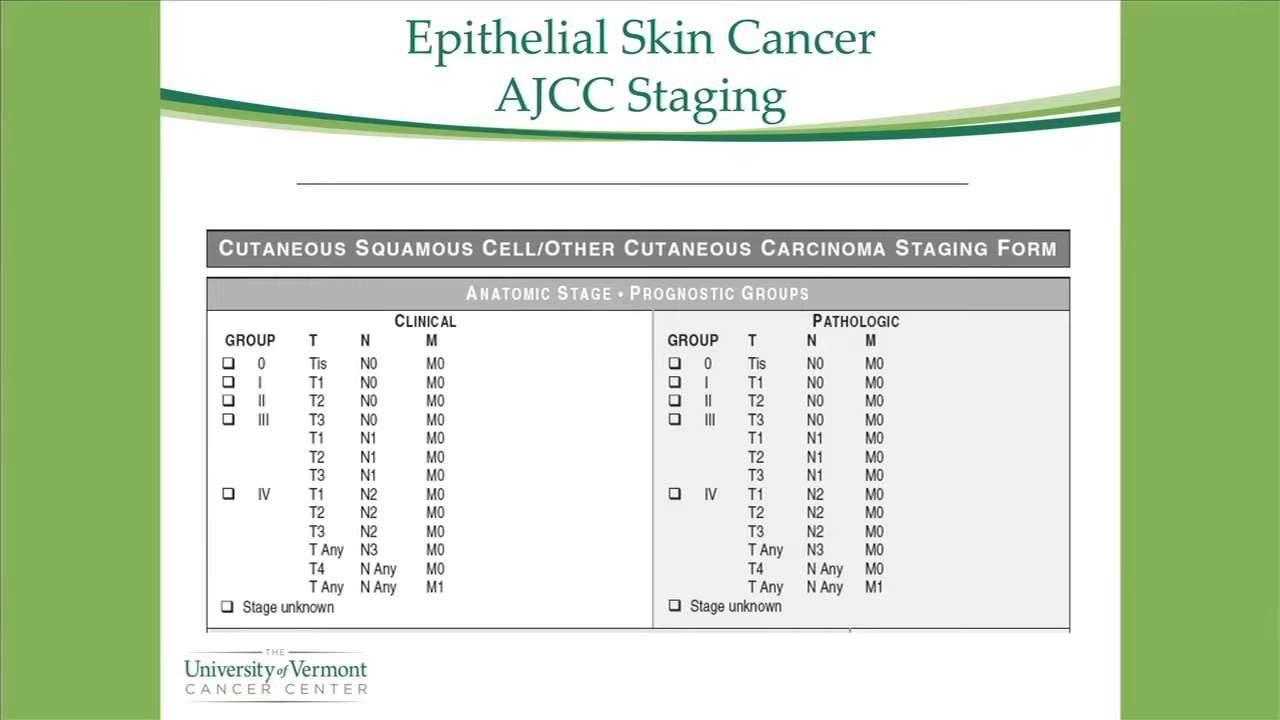 Epithelial Skin Cancer
AJCC Staging
CUTANEOUS SQUAMOUS CELL/OTHER CUTANEOUS CARCINOMA STAGING FORM
ANATOMIC STAGE • PROGNOSTIC GROUPS
CLINICAL
GROUP T N M
❑ 0 Tis N0 M0
❑ I T1 N0 M0
❑ II T2 N0 M0
❑ III T3 N0 M0
T1 N1 M0
T2 N1 M0
T3 N1 M0
❑ IV T1 N2 M0
T2 N2 M0
T3 N2 M0
T Any N3 M0
T4 N Any M0
T Any N Any M1
❑ Stage unknown
PATHOLOGIC
GROUP T N M
❑ 0 Tis N0 M0
❑ I T1 N0 M0
❑ II T2 N0 M0
❑ III T3 N0 M0
T1 N1 M0
T2 N1 M0
T3 N1 M0
❑ IV T1 N2 M0
T2 N2 M0
T3 N2 M0
T Any N3 M0
T4 N Any M0
T Any N Any M1
❑ Stage unknown
THE
University of Vermont
CANCER CENTER